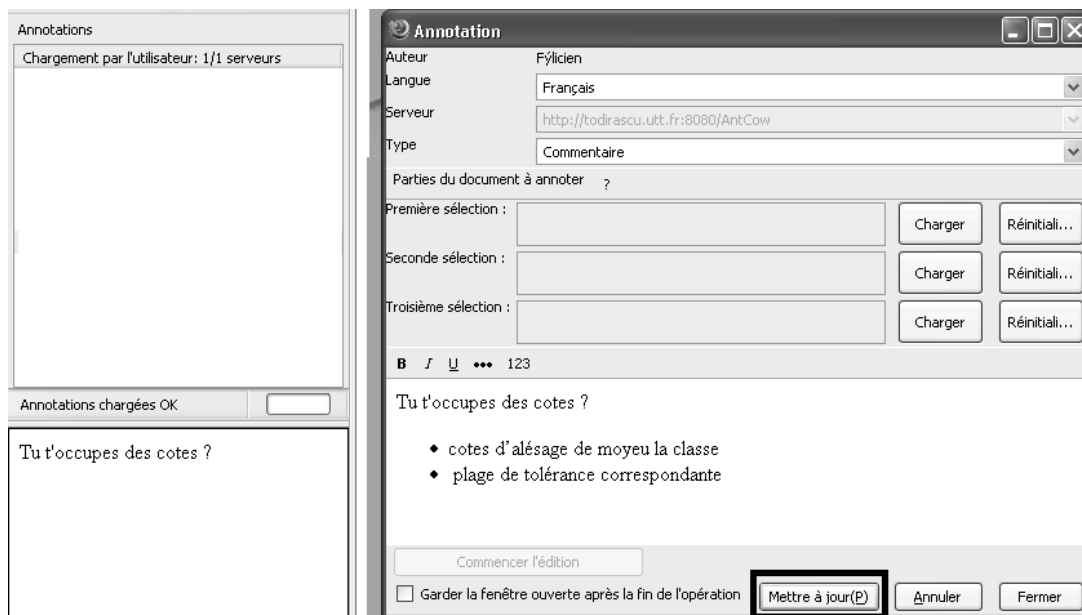 Annotations
Chargement par l'utilisateur: 1/1 serveurs
Annotations chargées OK
Tu t'occupes des cotes ?
Annotation
Auteur Fýlicien
Langue Français
Serveur http://todirascu.utt.fr:8080/AntCow
Type Commentaire
Parties du document à annoter ?
Première sélection : Charger Réinitiali...
Seconde sélection : Charger Réinitiali...
Troisième sélection : Charger Réinitiali...
B I U ••• 123
Tu t'occupes des cotes ?
• cotes d’alésage de moyeu la classe
• plage de tolérance correspondante
Commencer l'édition
Garder la fenêtre ouverte après la fin de l'opération Mettre à jour(P) Annuler Fermer